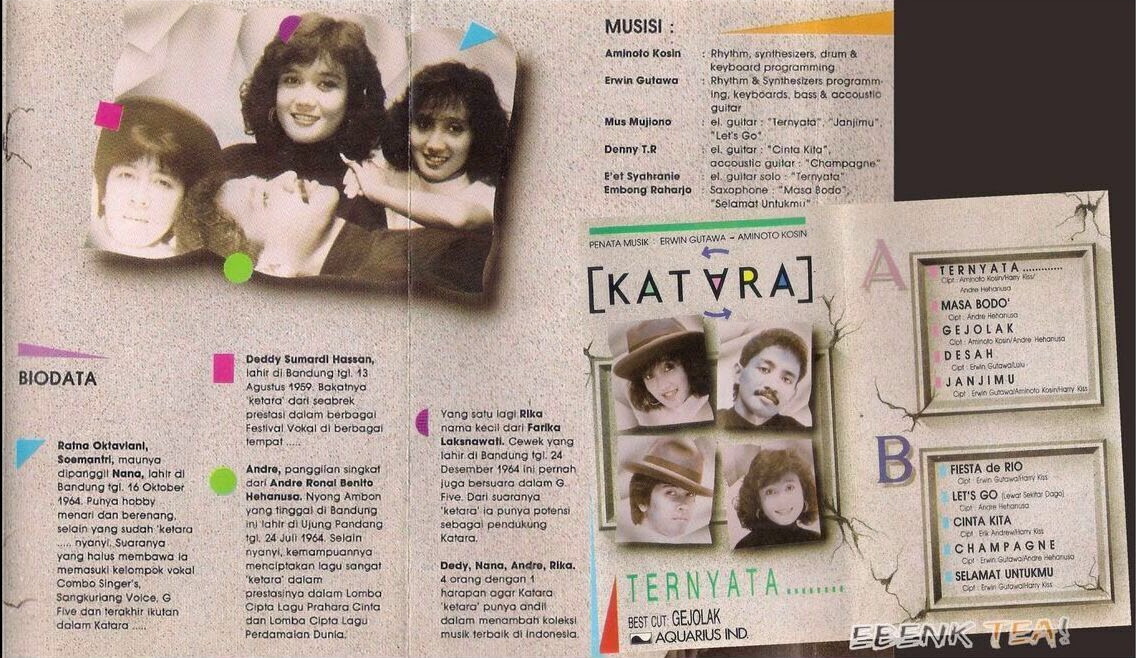 MUSISI :
Aminoto Kosin : Rhythm, synthesizers, drum &
keyboard programming
Erwin Gutawa : Rhythm & Synthesizers programm-
ing, keyboards, bass & accoustic
guitar
Mus Mujiono : el. guitar : "Ternyata", "Janjimu",
"Let's Go"
Denny T.R : el. guitar : "Cinta Kita",
accoustic guitar : "Champagne"
E'et Syahranie : el. guitar solo : "Ternyata"
Embong Raharjo : Saxophone : "Masa Bodo",
"Selamat Untukmu"
BIODATA
Ratna Oktaviani,
Soemantri, maunya
dipanggil Nana, lahir di
Bandung tgl. 16 Oktober
1964. Punya hobby
menari dan berenang,
selain yang sudah 'ketara
..... nyanyi. Suaranya
yang halus membawa ia
memasuki kelompok vokal
Combo Singer's,
Sangkuriang Voice, G
Five dan terakhir ikutan
dalam Katara .....
Deddy Sumardi Hassan,
lahir di Bandung tgl. 13
Agustus 1959. Bakatnya
'ketara' dari seabrek
prestasi dalam berbagai
Festival Vokal di berbagai
tempat .....
Andre, panggilan singkat
dari Andre Ronal Benito
Hehanusa. Nyong Ambon
yang tinggal di Bandung
ini lahir di Ujung Pandang
tgl. 24 Juli 1964. Selain
nyanyi, kemampuannya
menciptakan lagu sangat
'ketara' dalam
prestasinya dalam Lomba
Cipta Lagu Prahara Cinta
dan Lomba Cipta Lagu
Perdamaian Dunia.
Yang satu lagi Rika
nama kecil dari Farika
Laksnawati. Cewek yang
lahir di Bandung tgl. 24
Desember 1964 ini pernah
juga bersuara dalam G.
Five. Dari suaranya
'ketara' ia punya potensi
sebagai pendukung
Katara.
Dedy, Nana, Andre, Rika.
4 orang dengan 1
harapan agar Katara
'ketara' punya andil
dalam menambah koleksi
musik terbaik di Indonesia.
PENATA MUSIK : ERWIN GUTAWA - AMINOTO KOSIN
[KATARA]
TERNYATA.........
BEST CUT: GEJOLAK
AQUARIUS IND.
A
TERNYATA.............
Cipt : Aminoto Kosin/Harry Kiss/
Andre Hehanusa
MASA BODO'
Cipt : Andre Hehanusa
GEJOLAK
Cipt : Aminoto Kosin/Andre Hehanusa
DESAH
Cipt : Erwin Gutawa/Lulu
JANJIMU
Cipt : Erwin Gutawa/Aminoto Kosin/Harry Kiss
B
FIESTA de RIO
Cipt : Erwin Gutawa/Harry Kiss
LET'S GO (Lewat Sekitar Dago)
Cipt : Andre Hehanusa
CINTA KITA
Cipt : Erik Andrew/Harry Kiss
CHAMPAGNE
Cipt : Erwin Gutawa/Andre Hehanusa
SELAMAT UNTUKMU
Cipt : Erwin Gutawa/Harry Kiss
EBENK TEA!